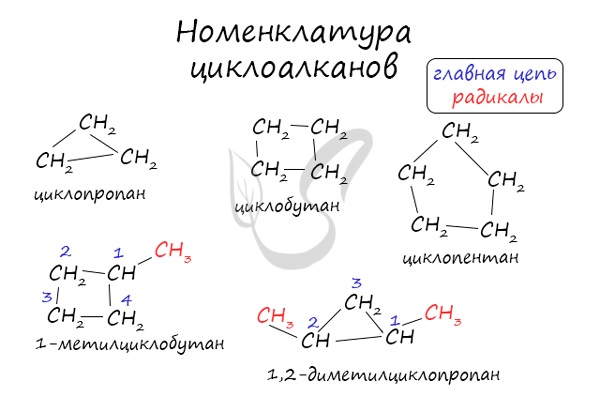 Номенклатура
циклоалканов
главная цепь
радикалы
CH2
CH2 CH2
циклопропан
CH2 CH2
CH2 CH2
циклобутан
CH2
CH2 CH2
CH2 CH2
циклопентан
2 1 CH3
CH2 CH
3 4
CH2 CH2
1-метилциклобутан
3
CH3 2 CH2 1 CH3
CH CH
1,2-диметилциклопропан